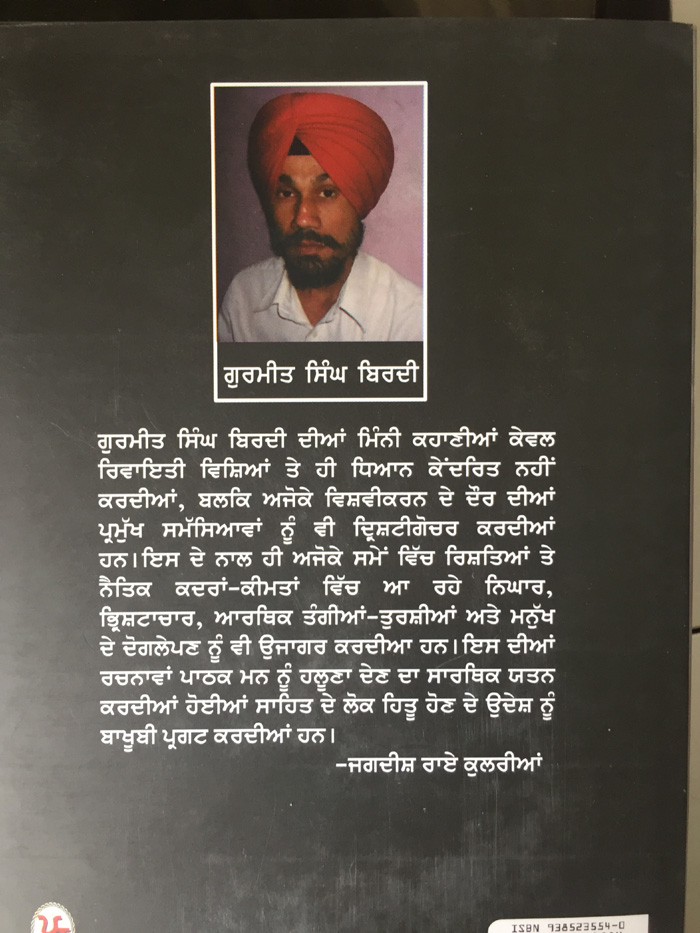 ਗੁਰਮੀਤ ਸਿੰਘ ਬਿਰਦੀ
ਗੁਰਮੀਤ ਸਿੰਘ ਬਿਰਦੀ ਦੀਆਂ ਮਿੰਨੀ ਕਹਾਣੀਆਂ ਕੇਵਲ
ਰਿਵਾਇਤੀ ਵਿਸ਼ਿਆਂ ਤੇ ਹੀ ਧਿਆਨ ਕੇਂਦਰਿਤ ਨਹੀਂ
ਕਰਦੀਆਂ, ਬਲਕਿ ਅਜੋਕੇ ਵਿਸ਼ਵੀਕਰਨ ਦੇ ਦੌਰ ਦੀਆਂ
ਪ੍ਰਮੁੱਖ ਸਮੱਸਿਆਵਾਂ ਨੂੰ ਵੀ ਦ੍ਰਿਸ਼ਟੀਗੋਚਰ ਕਰਦੀਆਂ
ਹਨ।ਇਸ ਦੇ ਨਾਲ ਹੀ ਅਜੋਕੇ ਸਮੇਂ ਵਿੱਚ ਰਿਸ਼ਤਿਆਂ ਤੇ
ਨੈਤਿਕ ਕਦਰਾਂ-ਕੀਮਤਾਂ ਵਿੱਚ ਆ ਰਹੇ ਨਿਘਾਰ,
ਭ੍ਰਿਸ਼ਟਾਚਾਰ, ਆਰਥਿਕ ਤੰਗੀਆਂ-ਤੁਰਸ਼ੀਆਂ ਅਤੇ ਮਨੁੱਖ
ਦੇ ਦੋਗਲੇਪਣ ਨੂੰ ਵੀ ਉਜਾਗਰ ਕਰਦੀਆ ਹਨ।ਇਸ ਦੀਆਂ
ਰਚਨਾਵਾਂ ਪਾਠਕ ਮਨ ਨੂੰ ਹਲੂਣਾ ਦੇਣ ਦਾ ਸਾਰਥਿਕ ਯਤਨ
ਕਰਦੀਆਂ ਹੋਈਆਂ ਸਾਹਿਤ ਦੇ ਲੋਕ ਹਿਤੂ ਹੋਣ ਦੇ ਉਦੇਸ਼ ਨੂੰ
ਬਾਖੂਬੀ ਪ੍ਰਗਟ ਕਰਦੀਆਂ ਹਨ।
-ਜਗਦੀਸ਼ ਰਾਏ ਕੁਲਰੀਆਂ
ISBN 938523554-0